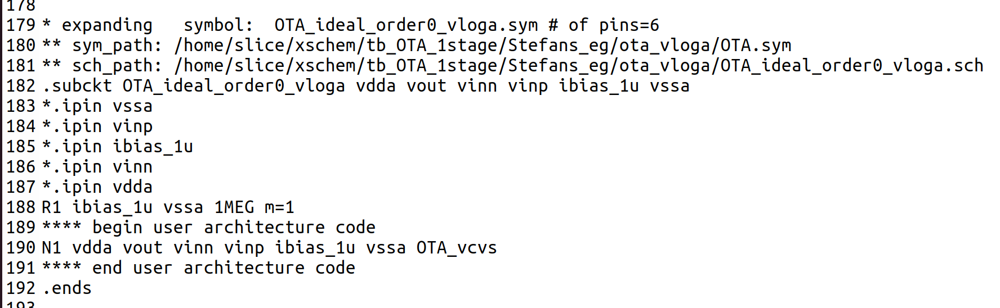 178
179 * expanding   symbol:  OTA_ideal_order0_vloga.sym # of pins=6
180 ** sym_path: /home/slice/xschem/tb_OTA_1stage/Stefans_eg/ota_vloga/OTA.sym
181 ** sch_path: /home/slice/xschem/tb_OTA_1stage/Stefans_eg/ota_vloga/OTA_ideal_order0_vloga.sch
182 .subckt OTA_ideal_order0_vloga vdda vout vinn vinp ibias_1u vssa
183 *.ipin vssa
184 *.ipin vinp
185 *.ipin ibias_1u
186 *.ipin vinn
187 *.ipin vdda
188 R1 ibias_1u vssa 1MEG m=1
189 **** begin user architecture code
190 N1 vdda vout vinn vinp ibias_1u vssa OTA_vcvs
191 **** end user architecture code
192 .ends
193